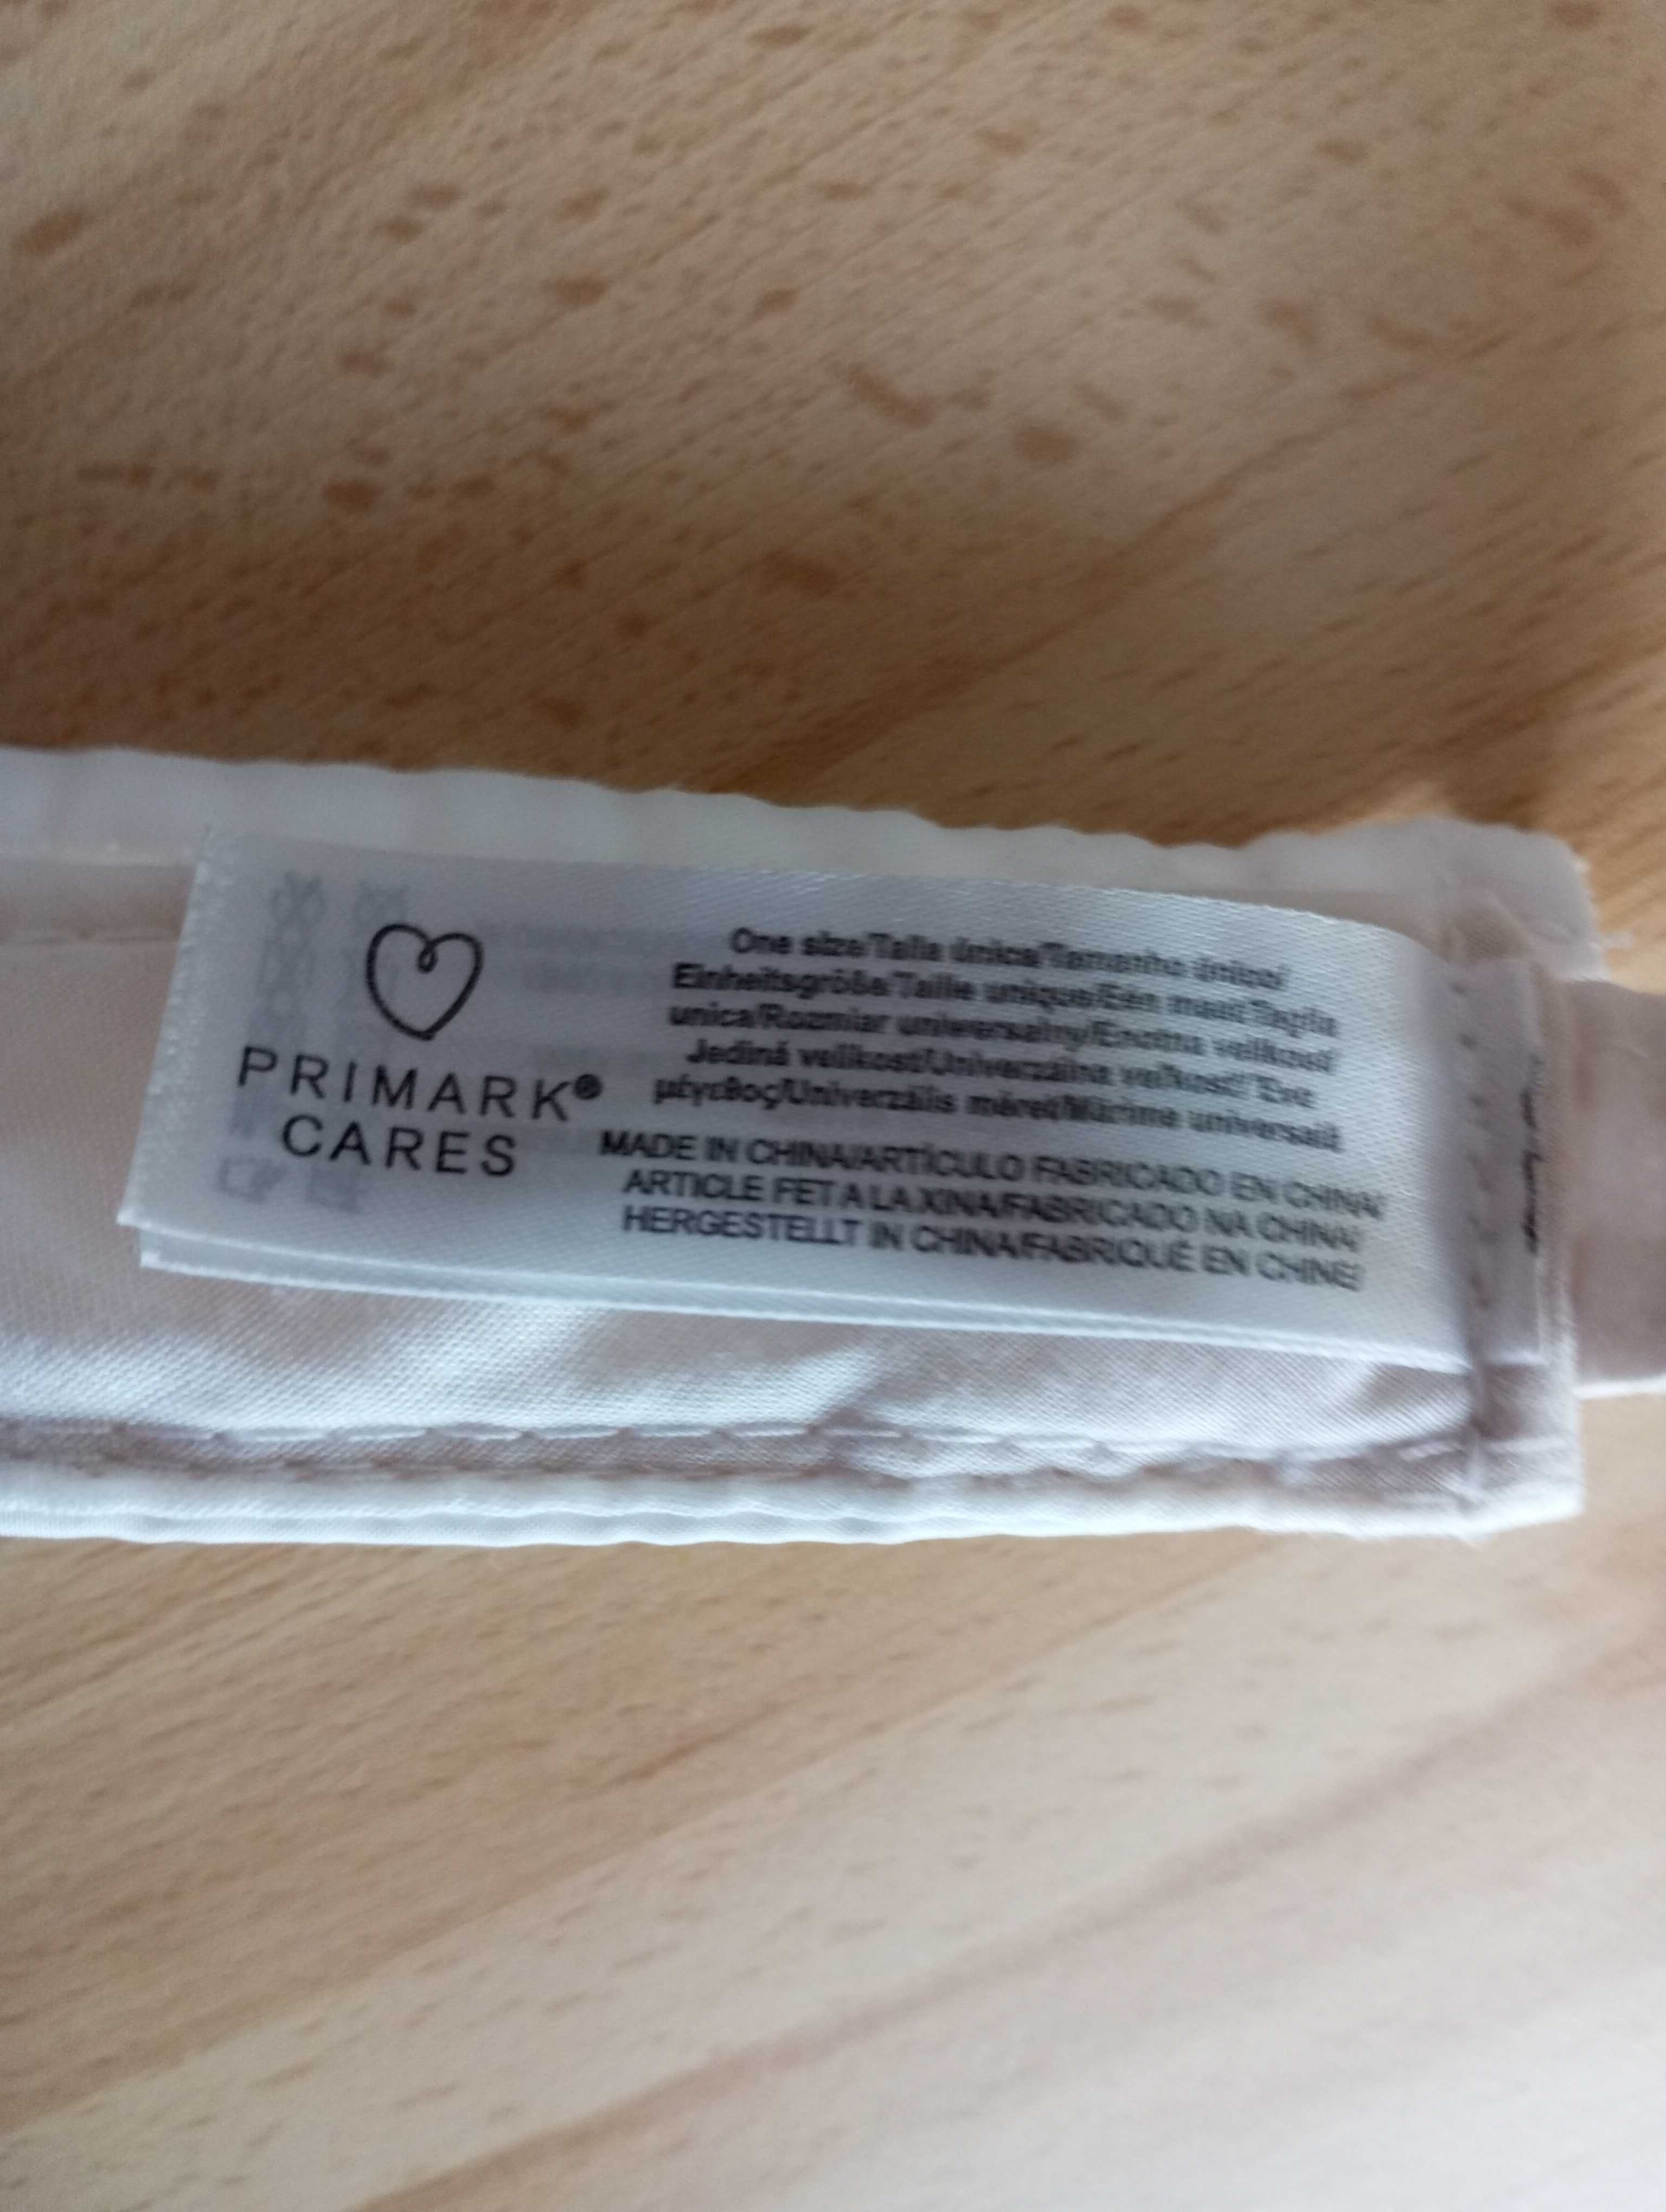 PRIMARK®
CARES
One size/Talla única/Tamanho único/
Einheitsgröße/Taille unique/Eén maat/Taglia
unica/Rozmiar uniwersalny/Enotna velikost/
Jediná velikost/Univerzálna veľkosť/Ένα
μέγεθος/Univerzális méret/Mărime universală
MADE IN CHINA/ARTÍCULO FABRICADO EN CHINA/
ARTICLE FET A LA XINA/FABRICADO NA CHINA/
HERGESTELLT IN CHINA/FABRIQUÉ EN CHINE/